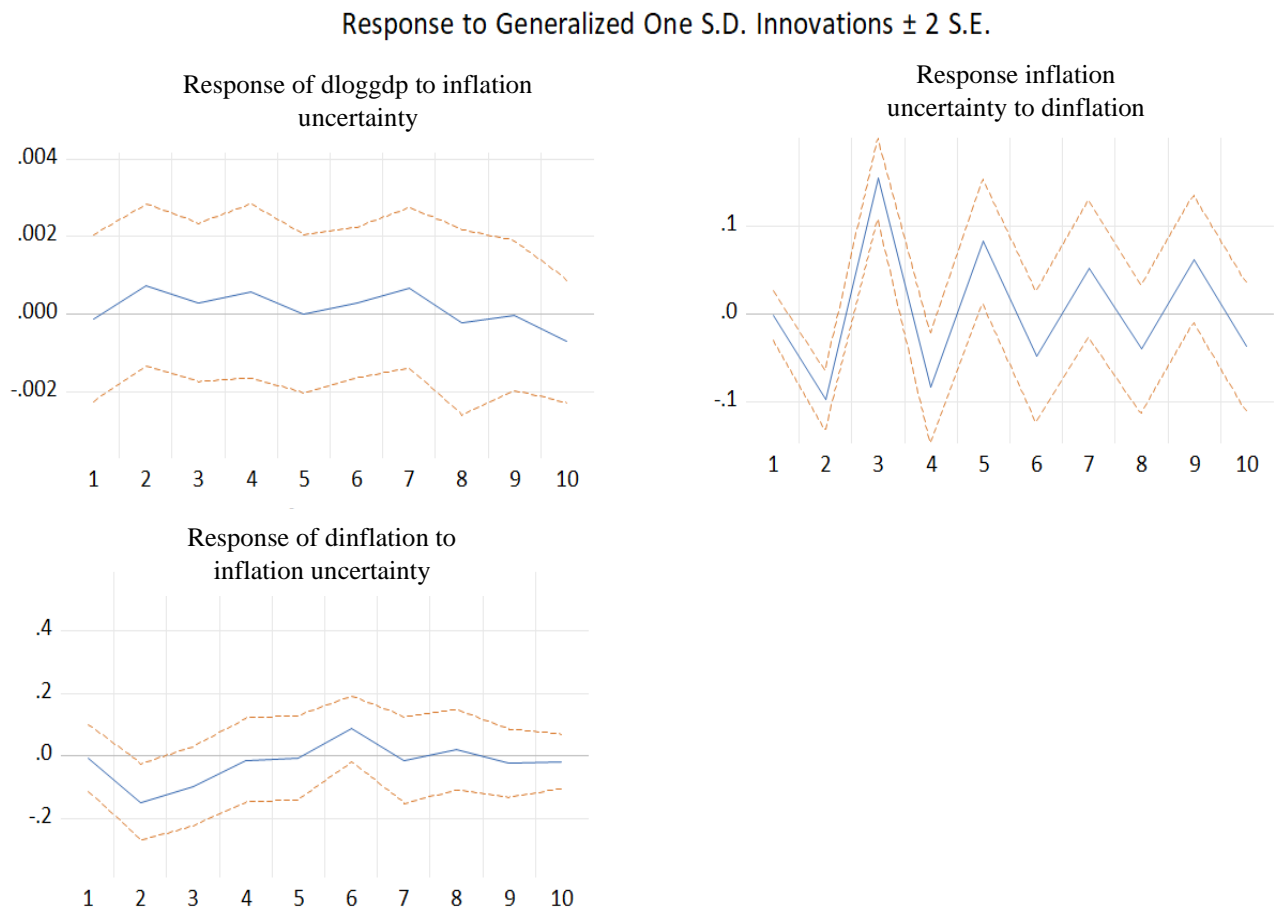 Response to Generalized One S.D. Innovations ± 2 S.E.
Response of dloggdp to inflation
uncertainty
.004
.002
.000
-.002
1 2 3 4 5 6 7 8 9 10
Response inflation
uncertainty to dinflation
.1
.0
-.1
1 2 3 4 5 6 7 8 9 10
Response of dinflation to
inflation uncertainty
.4
.2
.0
-.2
1 2 3 4 5 6 7 8 9 10